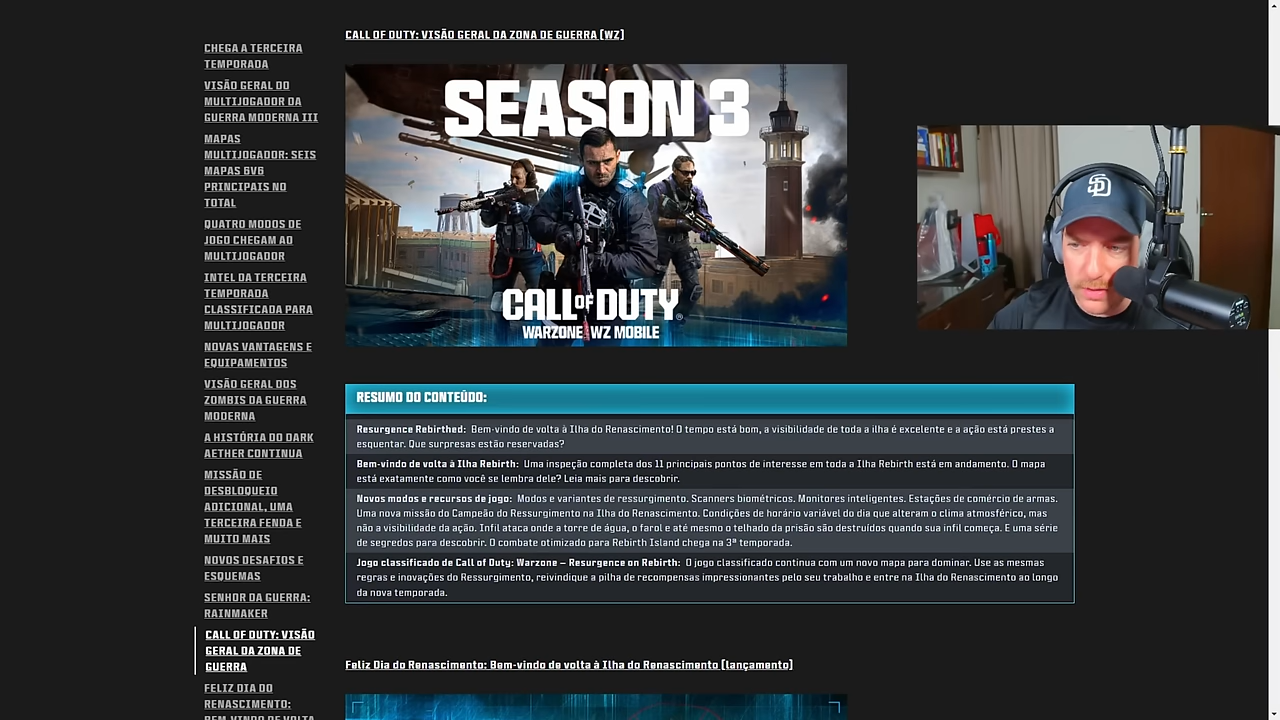 CHEGA A TERCEIRA
TEMPORADA
VISÃO GERAL DO
MULTIJOGADOR DA
GUERRA MODERNA III
MAPAS
MULTIJOGADOR: SEIS
MAPAS 6V6
PRINCIPAIS NO
TOTAL
QUATRO MODOS DE
JOGO CHEGAM AO
MULTIJOGADOR
INTEL DA TERCEIRA
TEMPORADA
CLASSIFICADA PARA
MULTIJOGADOR
NOVAS VANTAGENS E
EQUIPAMENTOS
VISÃO GERAL DOS
ZOMBIS DA GUERRA
MODERNA
A HISTÓRIA DO DARK
AETHER CONTINUA
MISSÃO DE
DESBLOQUEIO
ADICIONAL, UMA
TERCEIRA FENDA E
MUITO MAIS
NOVOS DESAFIOS E
ESQUEMAS
SENHOR DA GUERRA:
RAINMAKER
CALL OF DUTY: VISÃO
GERAL DA ZONA DE
GUERRA
FELIZ DIA DO
RENASCIMENTO:
BEM-VINDO DE VOLTA
CALL OF DUTY: VISÃO GERAL DA ZONA DE GUERRA [WZ]
SEASON 3
CALL OF DUTY®
WARZONE WZ MOBILE
SD
RESUMO DO CONTEÚDO:
Resurgence Rebirthed: Bem-vindo de volta à Ilha do Renascimento! O tempo está bom, a visibilidade de toda a ilha é excelente e a ação está prestes a
esquentar. Que surpresas estão reservadas?
Bem-vindo de volta à Ilha Rebirth: Uma inspeção completa dos 11 principais pontos de interesse em toda a Ilha Rebirth está em andamento. O mapa
está exatamente como você se lembra dele? Leia mais para descobrir.
Novos modos e recursos de jogo: Modos e variantes de ressurgimento. Scanners biométricos. Monitores inteligentes. Estações de comércio de armas.
Uma nova missão do Campeão do Ressurgimento na Ilha do Renascimento. Condições de horário variável do dia que alteram o clima atmosférico, mas
não a visibilidade da ação. Infil ataca onde a torre de água, o farol e até mesmo o telhado da prisão são destruídos quando sua infil começa. E uma série
de segredos para descobrir. O combate otimizado para Rebirth Island chega na 3ª temporada.
Jogo classificado de Call of Duty: Warzone – Resurgence on Rebirth: O jogo classificado continua com um novo mapa para dominar. Use as mesmas
regras e inovações do Ressurgimento, reivindique a pilha de recompensas impressionantes pelo seu trabalho e entre na Ilha do Renascimento ao longo
da nova temporada.
Feliz Dia do Renascimento: Bem-vindo de volta à Ilha do Renascimento [lançamento]